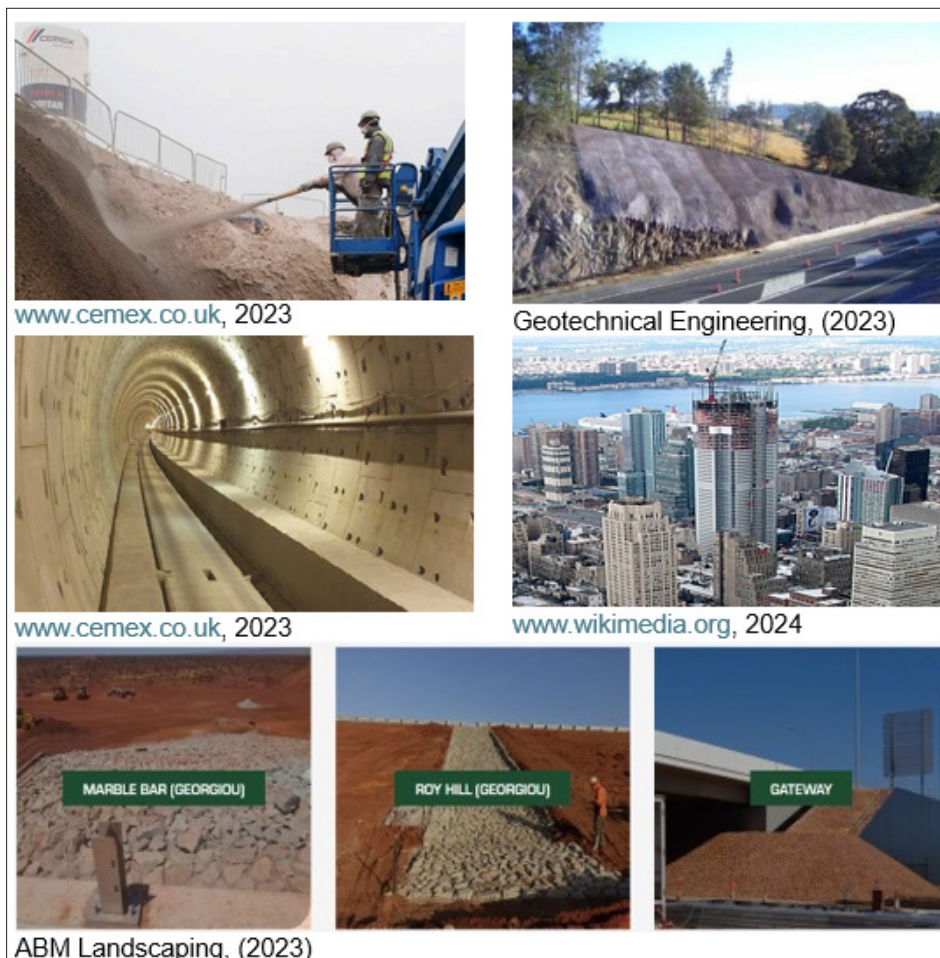 CEMEX
www.cemex.co.uk, 2023
Geotechnical Engineering, (2023)
www.cemex.co.uk, 2023
www.wikimedia.org, 2024
MARBLE BAR (GEORGIOU)
ROY HILL (GEORGIOU)
GATEWAY
ABM Landscaping, (2023)